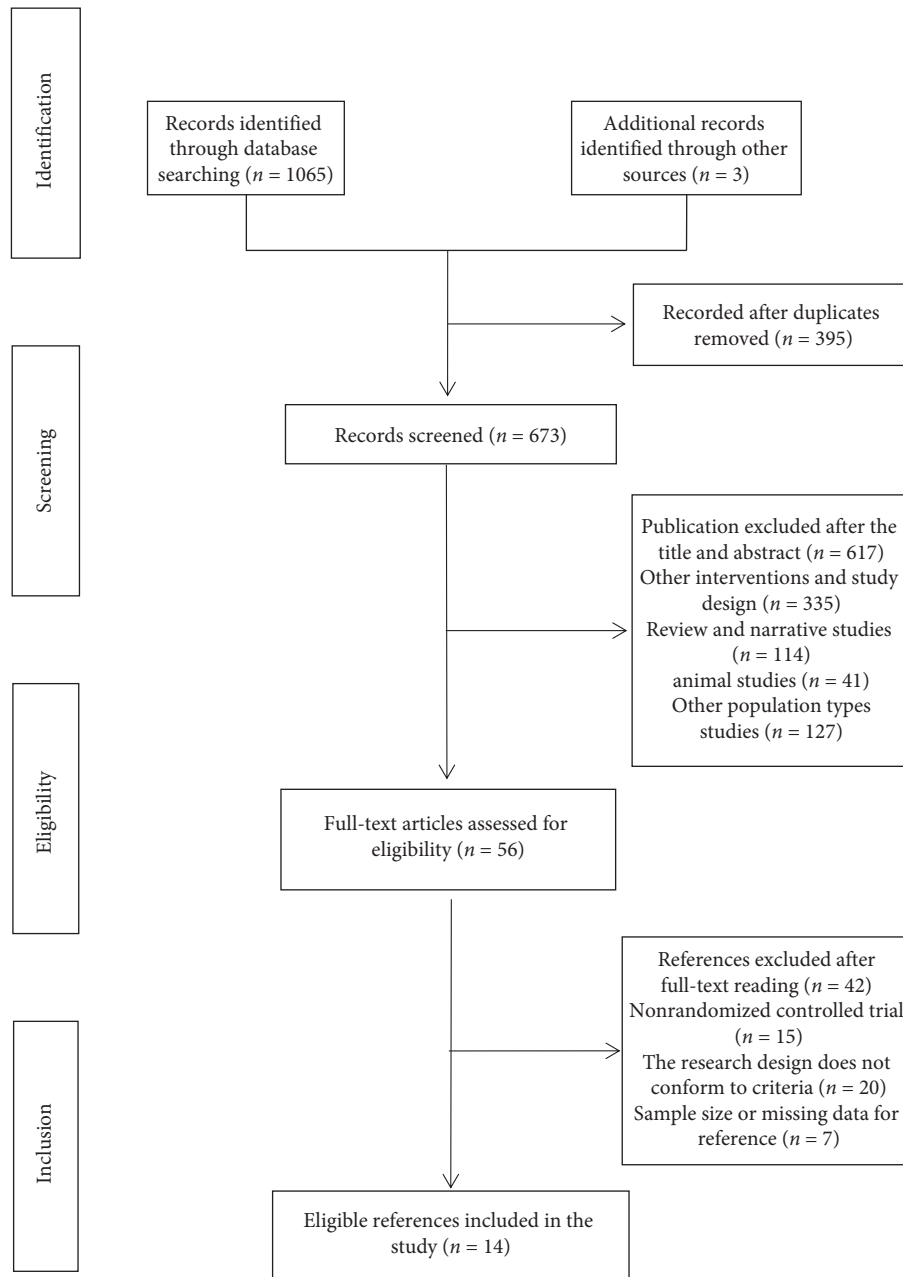 Identification
Records identified
through database
searching (n = 1065)
Additional records
identified through other
sources (n = 3)
Recorded after duplicates
removed (n = 395)
Screening
Records screened (n = 673)
Publication excluded after the
title and abstract (n = 617)
Other interventions and study
design (n = 335)
Review and narrative studies
(n = 114)
animal studies (n = 41)
Other population types
studies (n = 127)
Eligibility
Full-text articles assessed for
eligibility (n = 56)
References excluded after
full-text reading (n = 42)
Nonrandomized controlled trial
(n = 15)
The research design does not
conform to criteria (n = 20)
Sample size or missing data for
reference (n = 7)
Inclusion
Eligible references included in the
study (n = 14)